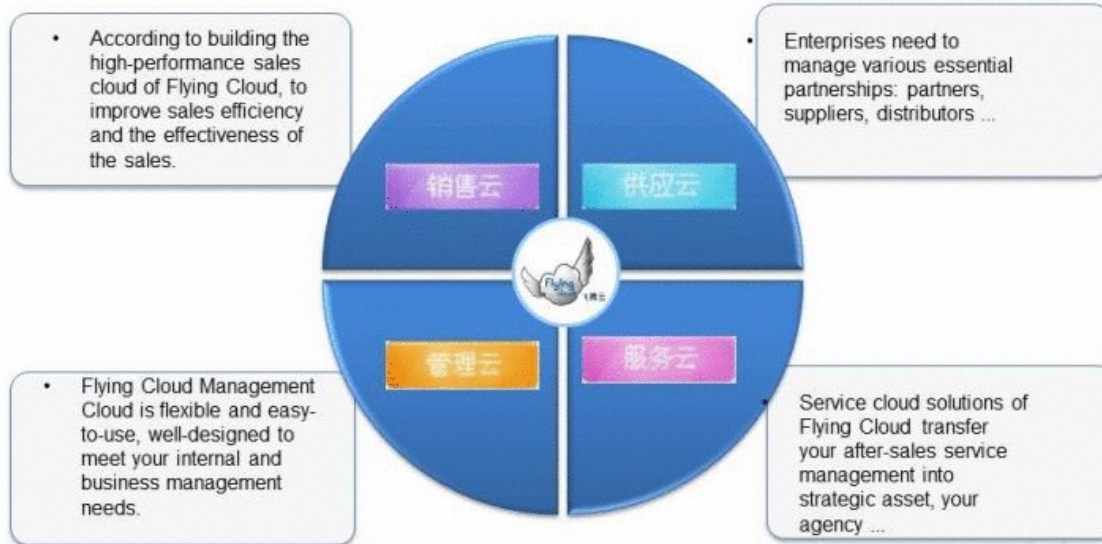 • According to building the
high-performance sales
cloud of Flying Cloud, to
improve sales efficiency
and the effectiveness of
the sales.
• Enterprises need to
manage various essential
partnerships: partners,
suppliers, distributors ...
销售云
供应云
Flying
管理云
服务云
• Flying Cloud Management
Cloud is flexible and easy-
to-use, well-designed to
meet your internal and
business management
needs.
• Service cloud solutions of
Flying Cloud transfer
your after-sales service
management into
strategic asset, your
agency ...